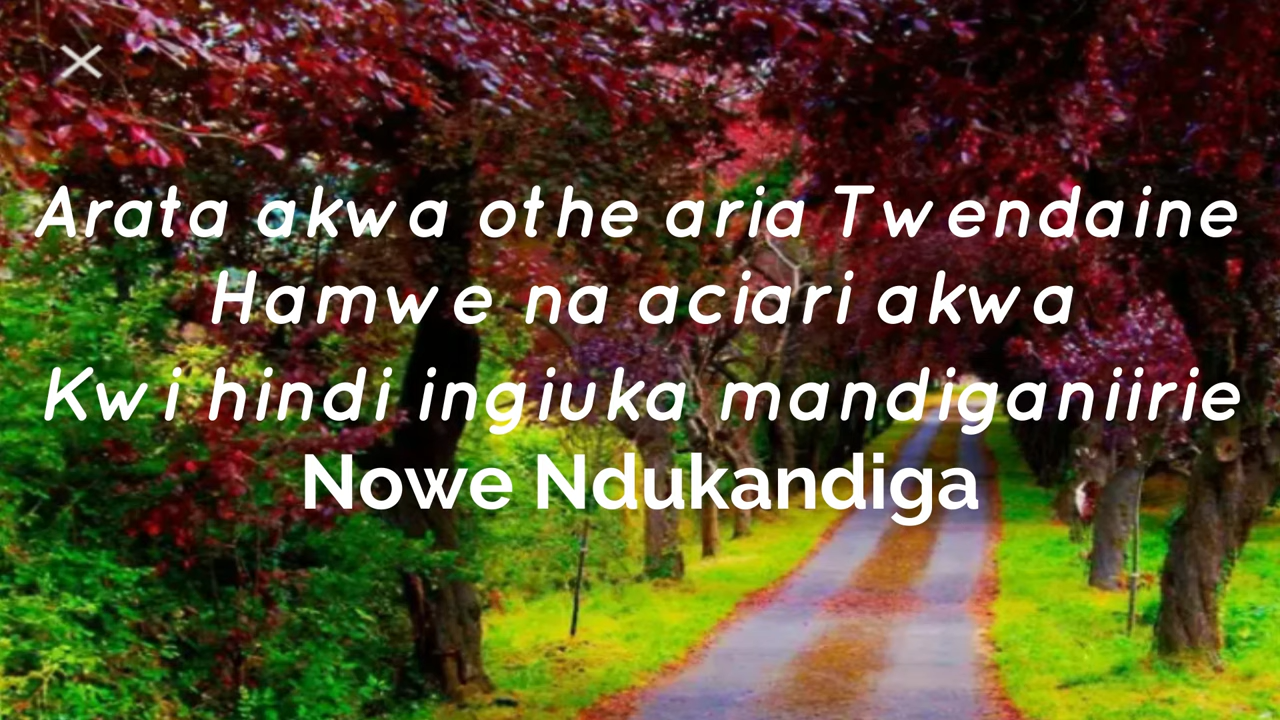 Arata akwa othe aria Twendaine
Hamwe na aciari akwa
Kwi hindi ingiuka mandiganiirie
Nowe Ndukandiga